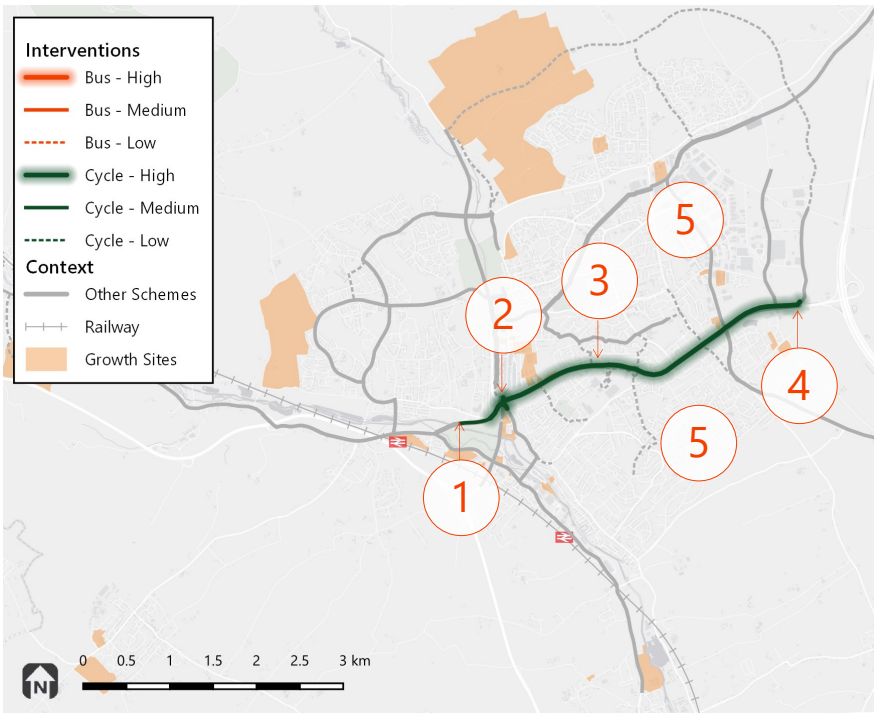 Interventions
Bus - High
Bus - Medium
Bus - Low
Cycle - High
Cycle - Medium
Cycle - Low
Context
Other Schemes
Railway
Growth Sites
5
3
2
4
5
1
0 0.5 1 1.5 2 2.5 3 km
N